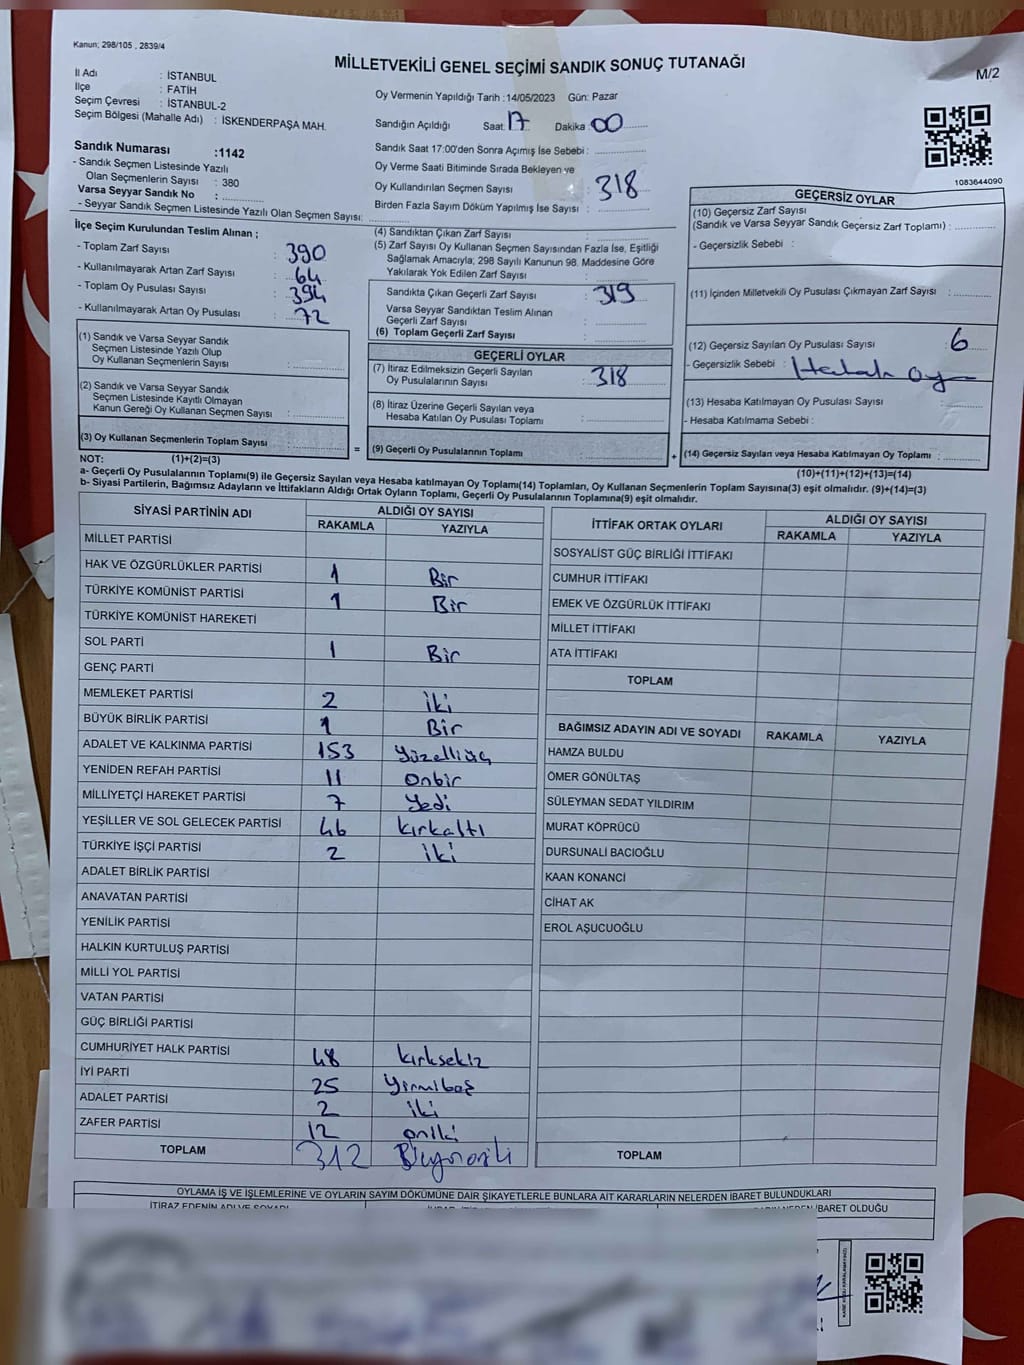 Kanun; 298/105 , 2839/4
MİLLETVEKİLİ GENEL SEÇİMİ SANDIK SONUÇ TUTANAĞI
M/2
İl Adı : İSTANBUL
İlçe : FATİH
Seçim Çevresi : İSTANBUL-2
Seçim Bölgesi (Mahalle Adı) : İSKENDERPAŞA MAH.
Sandık Numarası :1142
- Sandık Seçmen Listesinde Yazılı
Olan Seçmenlerin Sayısı : 380
Varsa Seyyar Sandık No :
- Seyyar Sandık Seçmen Listesinde Yazılı Olan Seçmen Sayısı:
Oy Vermenin Yapıldığı Tarih :14/05/2023 Gün: Pazar
Sandığın Açıldığı Saat: 17 Dakika : 00
Sandık Saat 17:00'den Sonra Açımış İse Sebebi :
Oy Verme Saati Bitiminde Sırada Bekleyen ve
Oy Kullandırılan Seçmen Sayısı : 318
Birden Fazla Sayım Döküm Yapılmış İse Sayısı :
1083644090
İlçe Seçim Kurulundan Teslim Alınan ;
- Toplam Zarf Sayısı : 390
- Kullanılmayarak Artan Zarf Sayısı : 64
- Toplam Oy Pusulası Sayısı : 394
- Kullanılmayarak Artan Oy Pusulası : 72
(1) Sandık ve Varsa Seyyar Sandık
Seçmen Listesinde Yazılı Olup
Oy Kullanan Seçmenlerin Sayısı :
(2) Sandık ve Varsa Seyyar Sandık
Seçmen Listesinde Kayıtlı Olmayan
Kanun Gereği Oy Kullanan Seçmen Sayısı :
(3) Oy Kullanan Seçmenlerin Toplam Sayısı :
(4) Sandıktan Çıkan Zarf Sayısı :
(5) Zarf Sayısı Oy Kullanan Seçmen Sayısından Fazla İse, Eşitliği
Sağlamak Amacıyla; 298 Sayılı Kanunun 98. Maddesine Göre
Yakılarak Yok Edilen Zarf Sayısı :
Sandıkta Çıkan Geçerli Zarf Sayısı : 319
Varsa Seyyar Sandıktan Teslim Alınan
Geçerli Zarf Sayısı :
(6) Toplam Geçerli Zarf Sayısı :
GEÇERLİ OYLAR
(7) İtiraz Edilmeksizin Geçerli Sayılan
Oy Pusulalarının Sayısı : 318
(8) İtiraz Üzerine Geçerli Sayılan veya
Hesaba Katılan Oy Pusulası Toplamı :
= (9) Geçerli Oy Pusulalarının Toplamı :
GEÇERSİZ OYLAR
(10) Geçersiz Zarf Sayısı
(Sandık ve Varsa Seyyar Sandık Geçersiz Zarf Toplamı) :
- Geçersizlik Sebebi :
(11) İçinden Milletvekili Oy Pusulası Çıkmayan Zarf Sayısı :
(12) Geçersiz Sayılan Oy Pusulası Sayısı : 6
- Geçersizlik Sebebi : Hatalı oy
(13) Hesaba Katılmayan Oy Pusulası Sayısı :
- Hesaba Katılmama Sebebi :
+ (14) Geçersiz Sayılan veya Hesaba Katılmayan Oy Toplamı :
NOT: (1)+(2)=(3)
(10)+(11)+(12)+(13)=(14)
a- Geçerli Oy Pusulalarının Toplamı(9) ile Geçersiz Sayılan veya Hesaba katılmayan Oy Toplamı(14) Toplamları, Oy Kullanan Seçmenlerin Toplam Sayısına(3) eşit olmalıdır. (9)+(14)=(3)
b- Siyasi Partilerin, Bağımsız Adayların ve İttifakların Aldığı Ortak Oyların Toplamı, Geçerli Oy Pusulalarının Toplamına(9) eşit olmalıdır.
SİYASİ PARTİNİN ADI ALDIĞI OY SAYISI
RAKAMLA YAZIYLA
MİLLET PARTİSİ
HAK VE ÖZGÜRLÜKLER PARTİSİ 1 Bir
TÜRKİYE KOMÜNİST PARTİSİ 1 Bir
TÜRKİYE KOMÜNİST HAREKETİ
SOL PARTİ 1 Bir
GENÇ PARTİ
MEMLEKET PARTİSİ 2 iki
BÜYÜK BİRLİK PARTİSİ 1 Bir
ADALET VE KALKINMA PARTİSİ 153 Yüzelliüç
YENİDEN REFAH PARTİSİ 11 Onbir
MİLLİYETÇİ HAREKET PARTİSİ 7 Yedi
YEŞİLLER VE SOL GELECEK PARTİSİ 46 kırkaltı
TÜRKİYE İŞÇİ PARTİSİ 2 iki
ADALET BİRLİK PARTİSİ
ANAVATAN PARTİSİ
YENİLİK PARTİSİ
HALKIN KURTULUŞ PARTİSİ
MİLLİ YOL PARTİSİ
VATAN PARTİSİ
GÜÇ BİRLİĞİ PARTİSİ
CUMHURİYET HALK PARTİSİ 48 kırksekiz
İYİ PARTİ 25 Yirmibeş
ADALET PARTİSİ 2 iki
ZAFER PARTİSİ 12 oniki
TOPLAM 312
İTTİFAK ORTAK OYLARI ALDIĞI OY SAYISI
RAKAMLA YAZIYLA
SOSYALİST GÜÇ BİRLİĞİ İTTİFAKI
CUMHUR İTTİFAKI
EMEK VE ÖZGÜRLÜK İTTİFAKI
MİLLET İTTİFAKI
ATA İTTİFAKI
TOPLAM
BAĞIMSIZ ADAYIN ADI VE SOYADI RAKAMLA YAZIYLA
HAMZA BULDU
ÖMER GÖNÜLTAŞ
SÜLEYMAN SEDAT YILDIRIM
MURAT KÖPRÜCÜ
DURSUNALİ BACIOĞLU
KAAN KONANCİ
CİHAT AK
EROL AŞUCUOĞLU
TOPLAM
OYLAMA İŞ VE İŞLEMLERİNE VE OYLARIN SAYIM DÖKÜMÜNE DAİR ŞİKAYETLERLE BUNLARA AİT KARARLARIN NELERDEN İBARET BULUNDUKLARI
İTİRAZ EDENİN ADI VE SOYADI
İBARET OLDUĞU